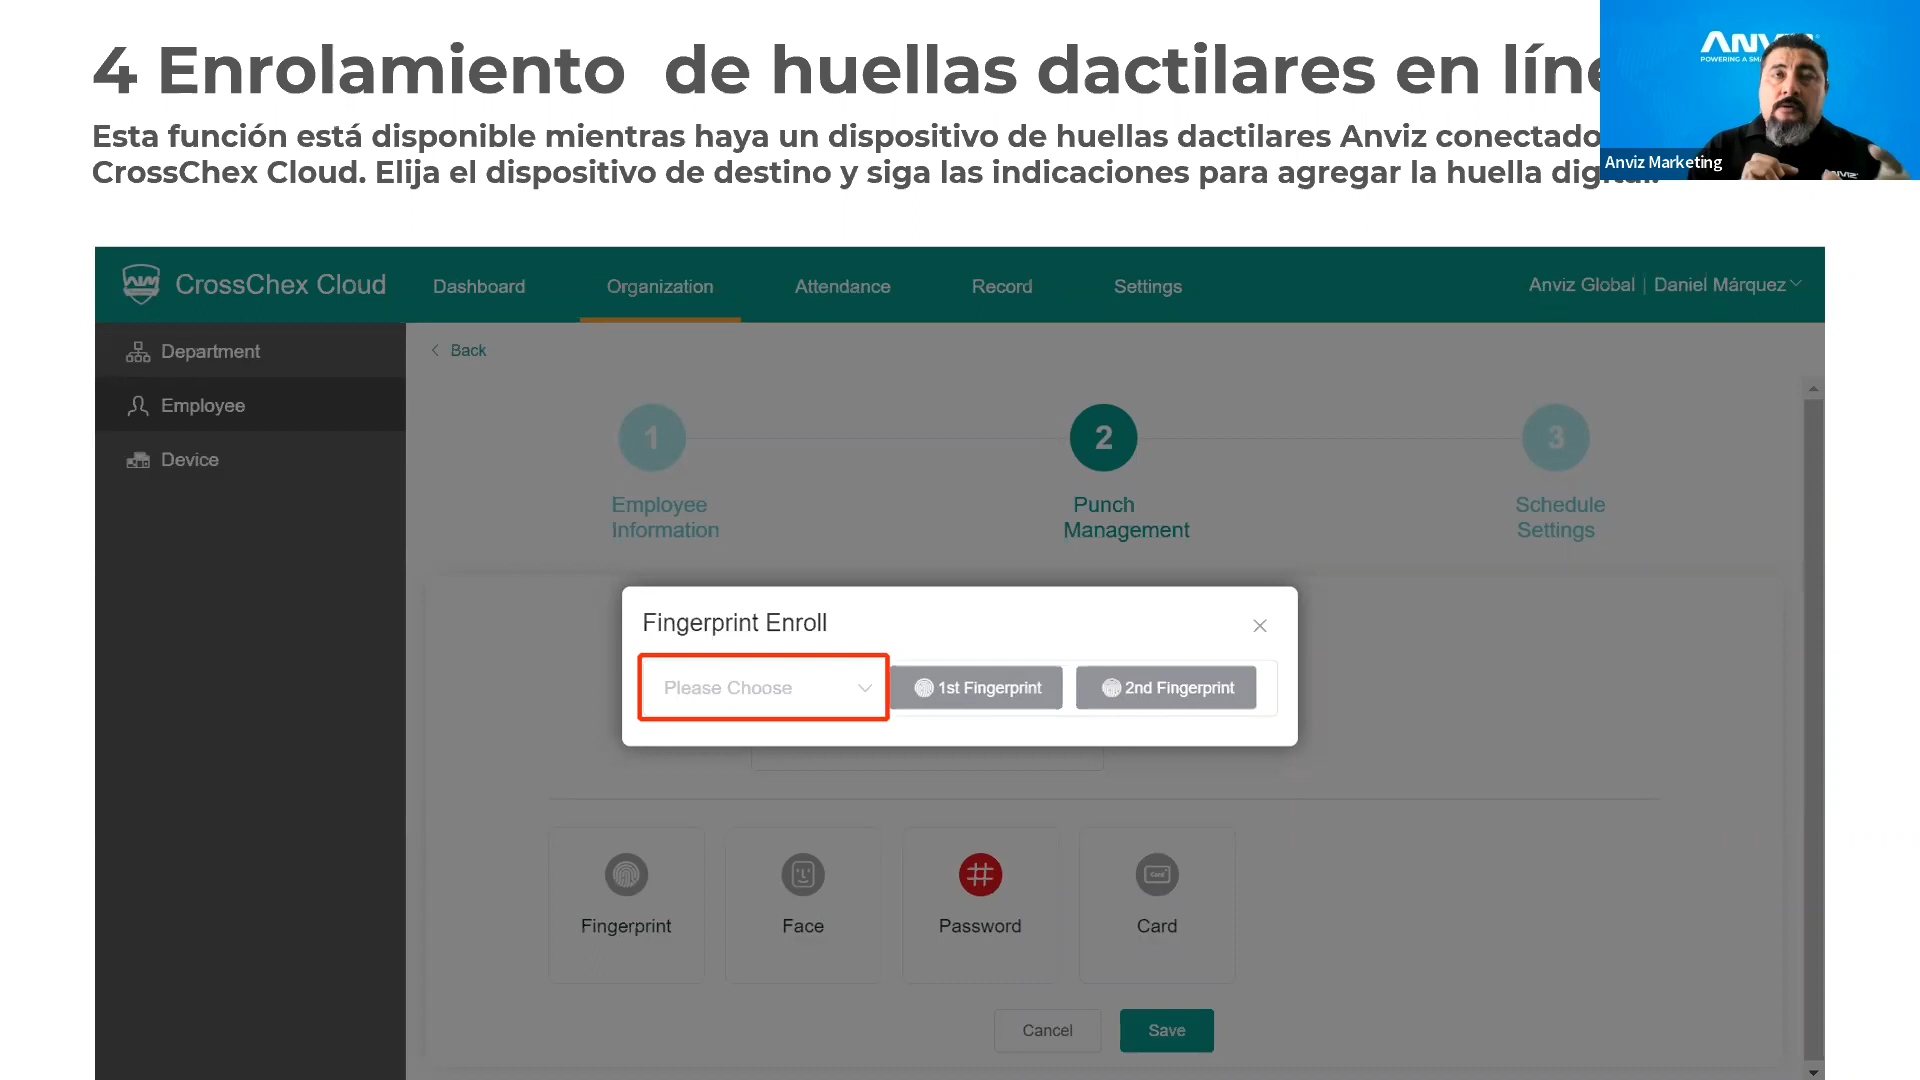 4 Enrolamiento de huellas dactilares en
Esta función está disponible mientras haya un dispositivo de huellas dactilares Anviz conectado
CrossChex Cloud. Elija el dispositivo de destino y siga las indicaciones para agregar la huella
POWERING A
Anviz Marketing
CrossChex Cloud
Dashboard
Organization
Attendance
Record
Settings
Anviz Global | Daniel Márquez
Department
Employee
Device
Back
1
2
3
Employee
Information
Punch
Management
Schedule
Settings
Fingerprint Enroll
Please Choose
1st Fingerprint
2nd Fingerprint
Fingerprint
Face
Password
Card
Cancel
Save